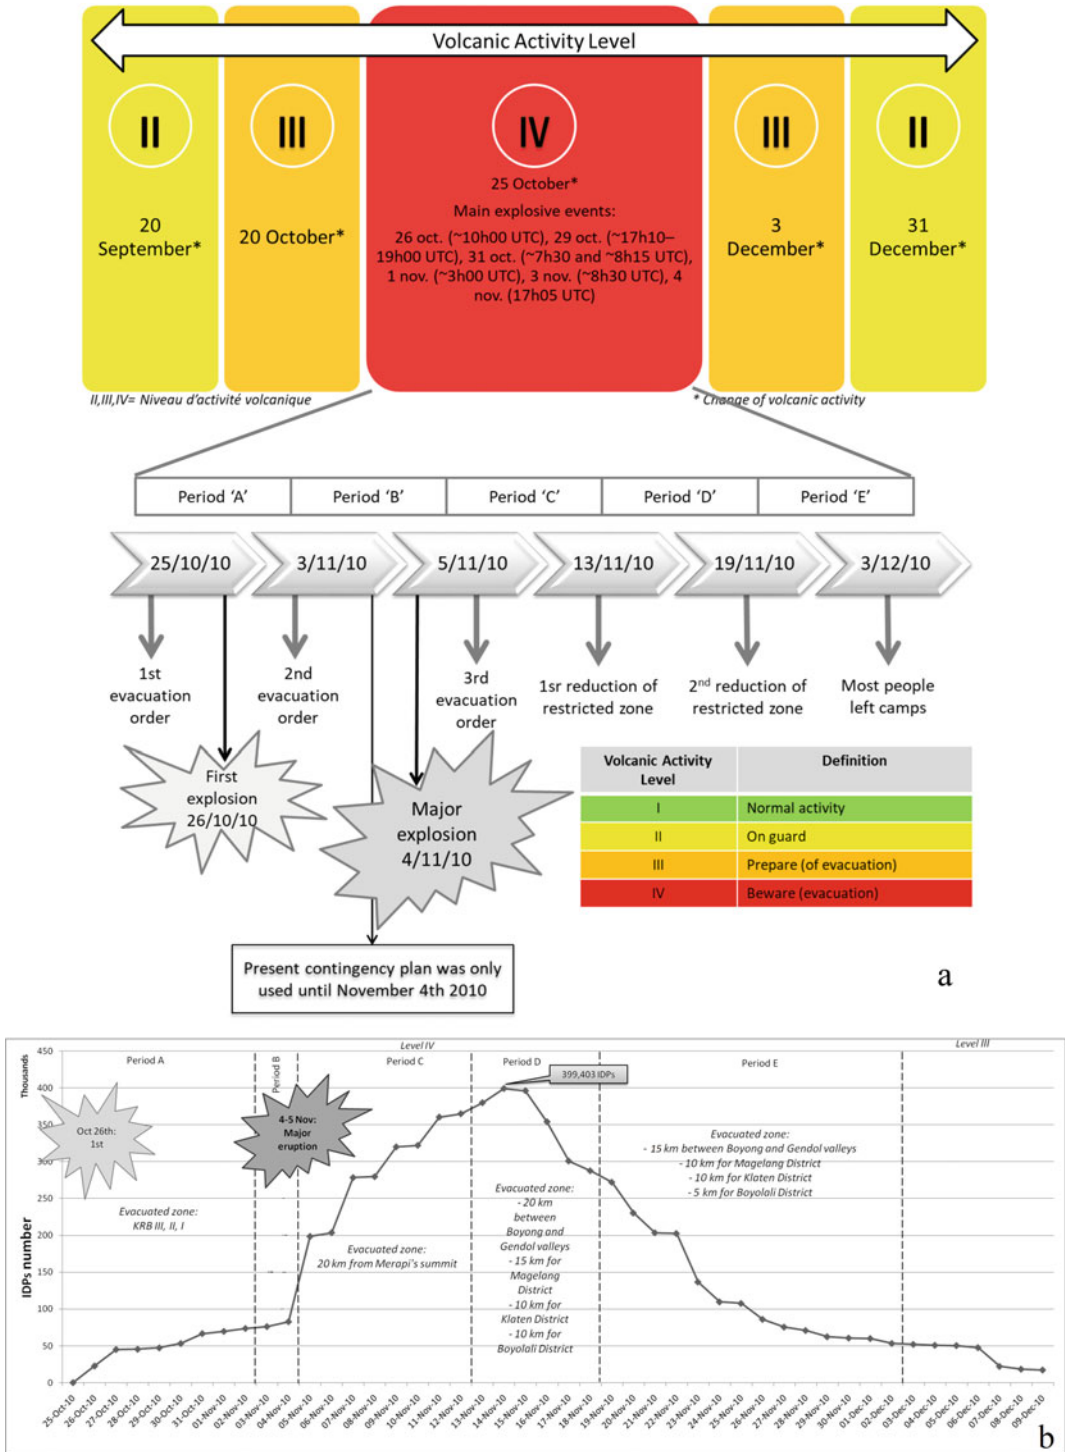 Volcanic Activity Level
II
III
IV
III
II
20
September*
20 October*
25 October*
Main explosive events:
26 oct. (~10h00 UTC), 29 oct. (~17h10–
19h00 UTC), 31 oct. (~7h30 and ~8h15 UTC),
1 nov. (~3h00 UTC), 3 nov. (~8h30 UTC), 4
nov. (17h05 UTC)
3
December*
31
December*
II,III,IV= Niveau d'activité volcanique
* Change of volcanic activity
Period 'A'
Period 'B'
Period 'C'
Period 'D'
Period 'E'
25/10/10
3/11/10
5/11/10
13/11/10
19/11/10
3/12/10
1st
evacuation
order
2nd
evacuation
order
3rd
evacuation
order
1sr reduction of
restricted zone
2nd reduction of
restricted zone
Most people
left camps
First
explosion
26/10/10
Major
explosion
4/11/10
Volcanic Activity
Level
Definition
I
Normal activity
II
On guard
III
Prepare (of evacuation)
IV
Beware (evacuation)
Present contingency plan was only
used until November 4th 2010
a
Level IV
Level III
Thousands
IDPs number
450
400
350
300
250
200
150
100
50
0
Period A
Period B
Period C
Period D
Period E
399,403 IDPs
Oct 26th:
1st
4-5 Nov:
Major
eruption
Evacuated zone:
KRB III, II, I
Evacuated zone:
20 km from Merapi's summit
Evacuated zone:
- 20 km
between
Boyong and
Gendol valleys
- 15 km for
Magelang
District
- 10 km for
Klaten District
- 10 km for
Boyolali District
Evacuated zone:
- 15 km between Boyong and Gendol valleys
- 10 km for Magelang District
- 10 km for Klaten District
- 5 km for Boyolali District
25-Oct-10
26-Oct-10
27-Oct-10
28-Oct-10
29-Oct-10
30-Oct-10
31-Oct-10
01-Nov-10
02-Nov-10
03-Nov-10
04-Nov-10
05-Nov-10
06-Nov-10
07-Nov-10
08-Nov-10
09-Nov-10
10-Nov-10
11-Nov-10
12-Nov-10
13-Nov-10
14-Nov-10
15-Nov-10
16-Nov-10
17-Nov-10
18-Nov-10
19-Nov-10
20-Nov-10
21-Nov-10
22-Nov-10
23-Nov-10
24-Nov-10
25-Nov-10
26-Nov-10
27-Nov-10
28-Nov-10
29-Nov-10
30-Nov-10
01-Dec-10
02-Dec-10
03-Dec-10
04-Dec-10
05-Dec-10
06-Dec-10
07-Dec-10
08-Dec-10
09-Dec-10
b